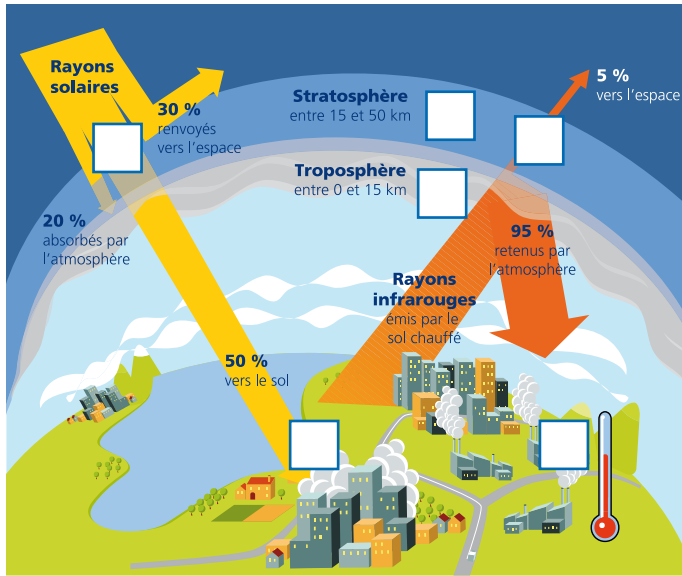 Rayons
solaires
30 %
renvoyés
vers l'espace
Stratosphère
entre 15 et 50 km
5 %
vers l'espace
Troposphère
entre 0 et 15 km
20 %
absorbés par
l'atmosphère
95 %
retenus par
l'atmosphère
Rayons
infrarouges
émis par le
sol chauffé
50 %
vers le sol